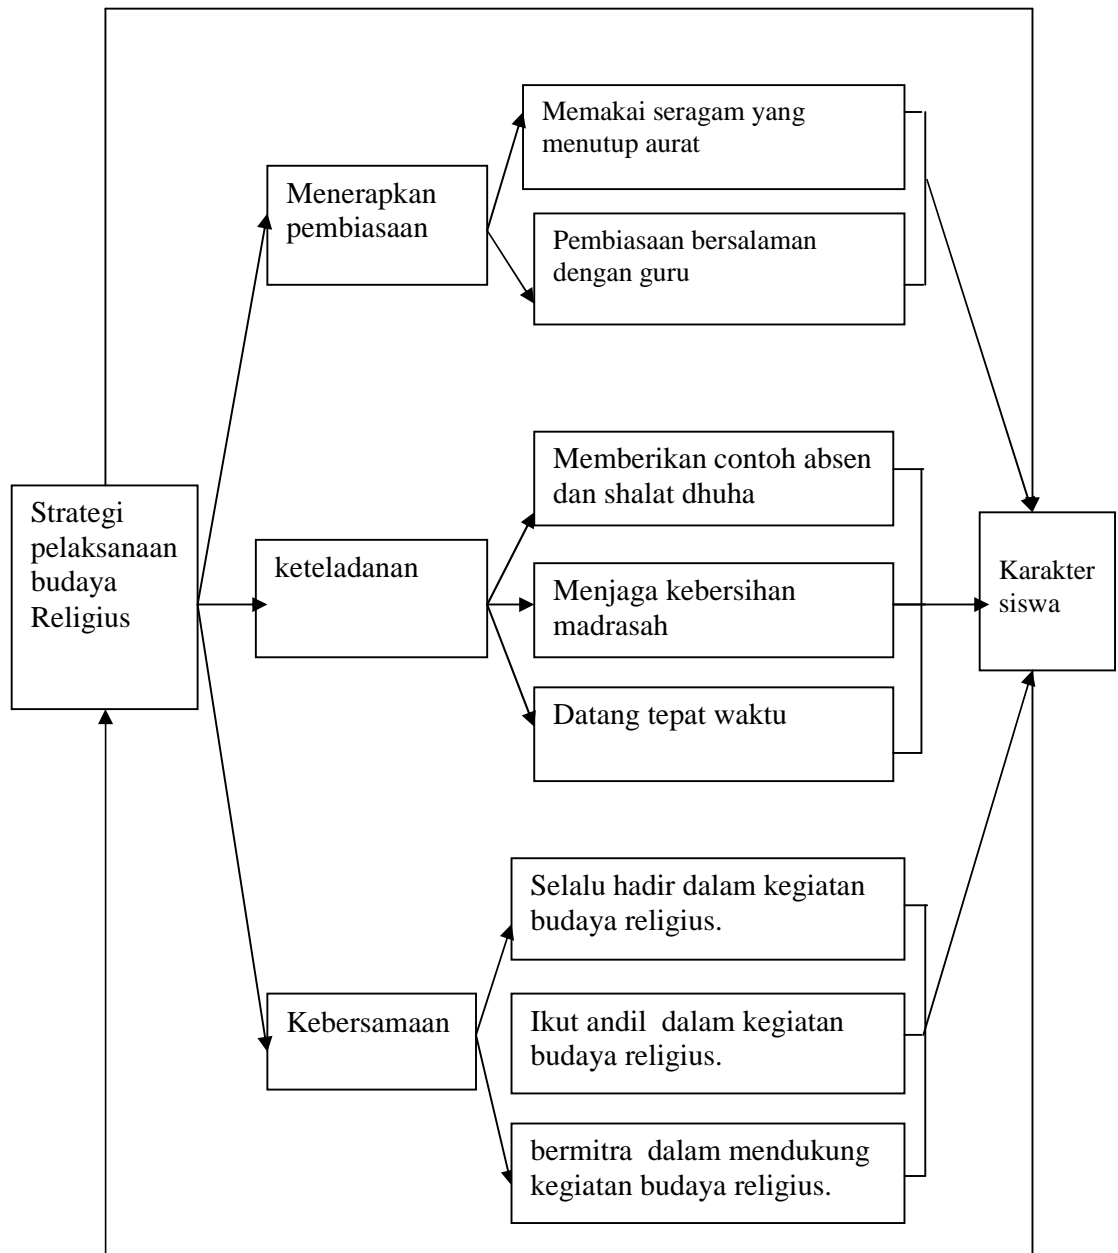 Memakai seragam yang
menutup aurat
Menerapkan
pembiasaan
Pembiasaan bersalaman
dengan guru
Memberikan contoh absen
dan shalat dhuha
Strategi
pelaksanaan
budaya
Religius
keteladanan
Menjaga kebersihan
madrasah
Karakter
siswa
Datang tepat waktu
Selalu hadir dalam kegiatan
budaya religius.
Kebersamaan
Ikut andil  dalam kegiatan
budaya religius.
bermitra  dalam mendukung
kegiatan budaya religius.